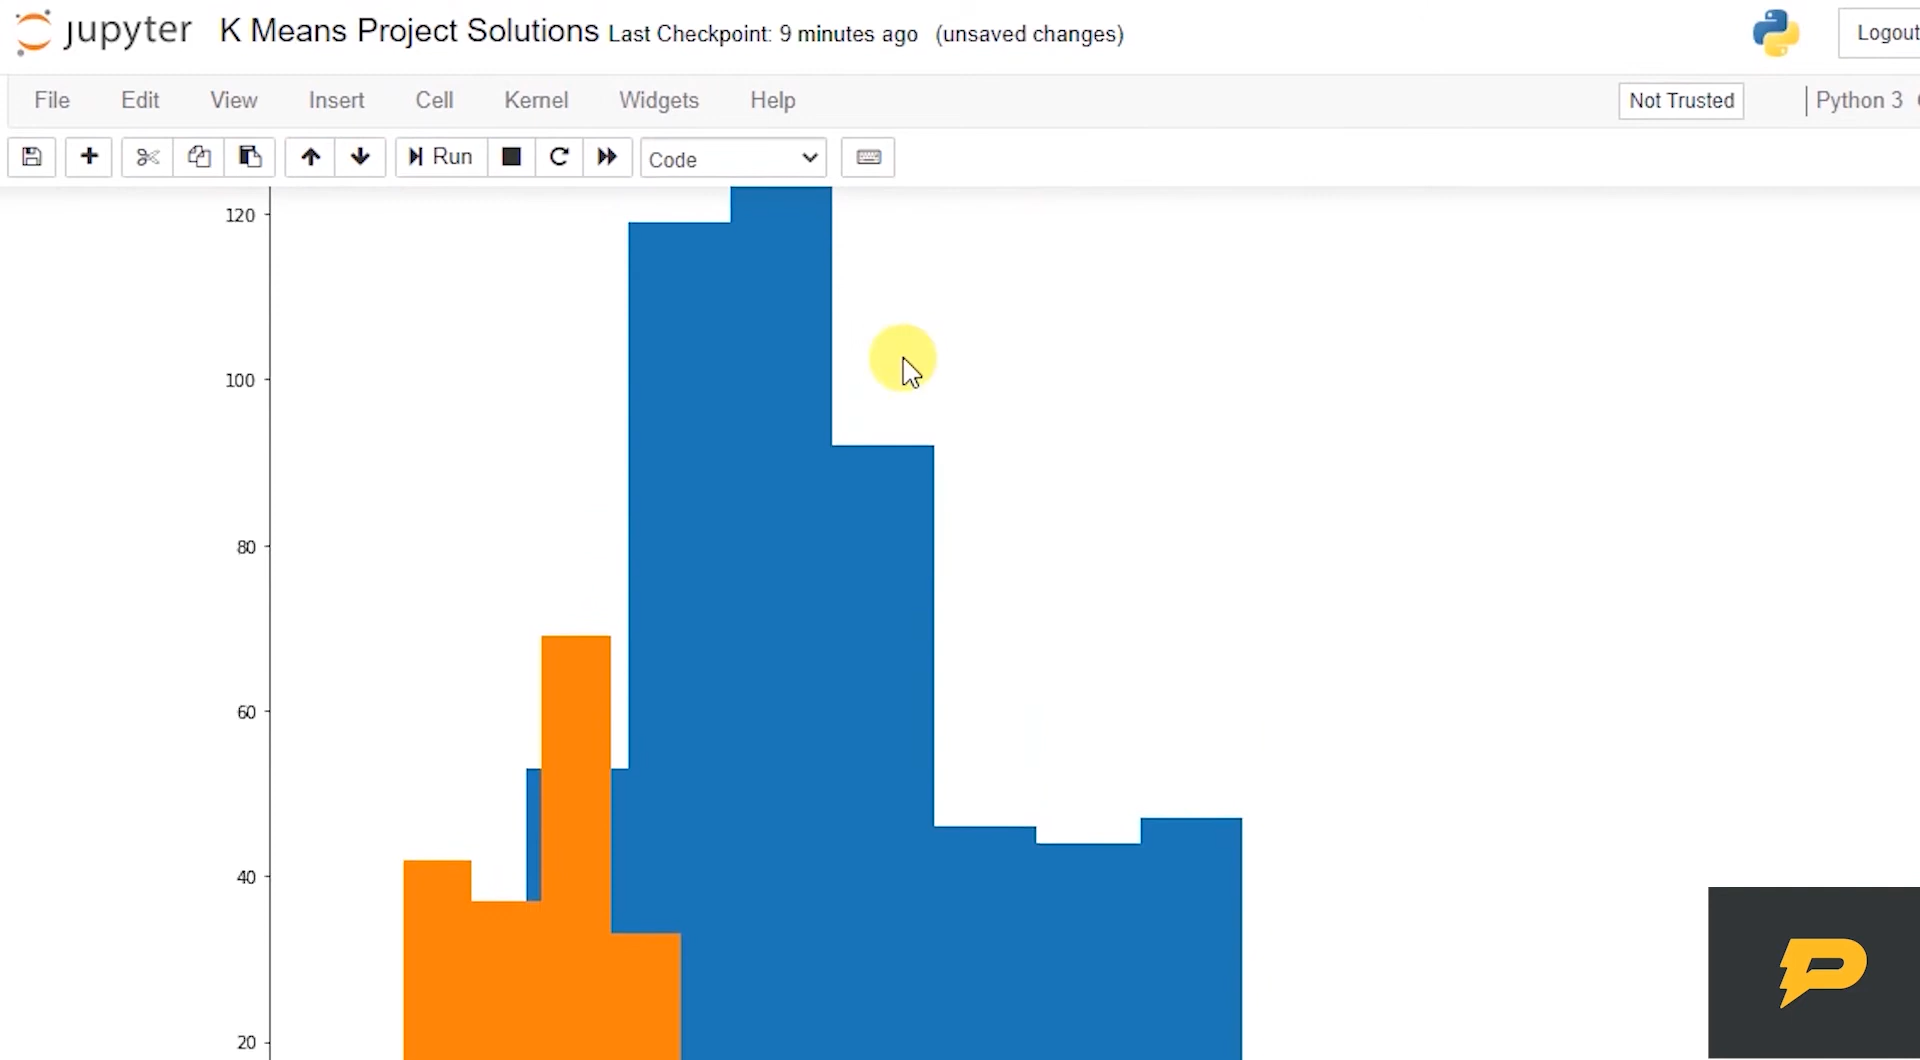 jupyter K Means Project Solutions Last Checkpoint: 9 minutes ago (unsaved changes)
Logout
File Edit View Insert Cell Kernel Widgets Help Not Trusted Python 3
Run Code
120
100
80
60
40
20